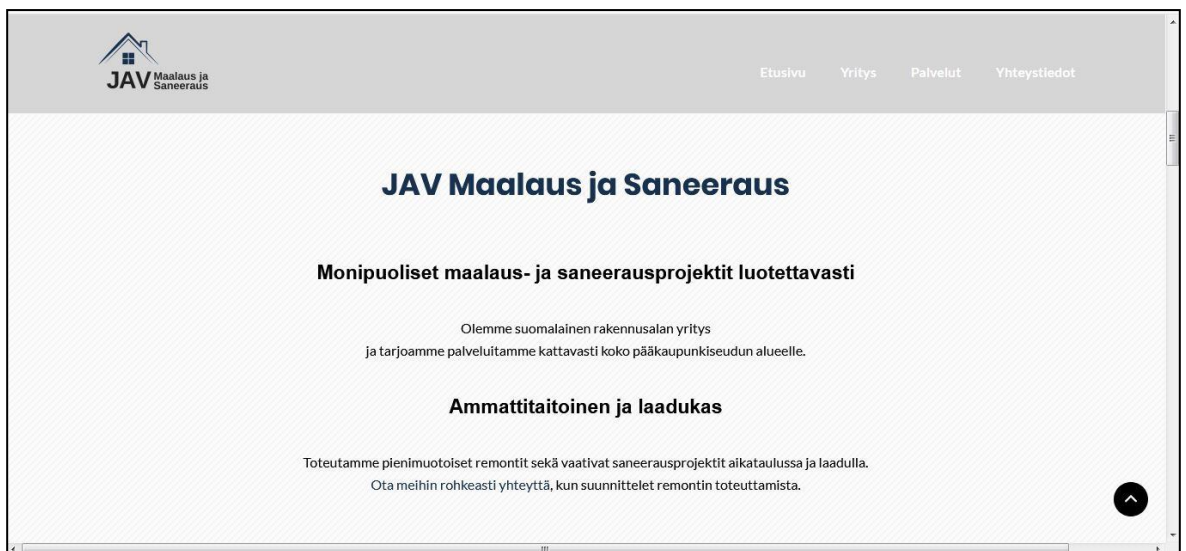 JAV Maalaus ja
Saneeraus
Etusivu Yritys Palvelut Yhteystiedot
JAV Maalaus ja Saneeraus
Monipuoliset maalaus- ja saneerausprojektit luotettavasti
Olemme suomalainen rakennusalan yritys
ja tarjoamme palveluitamme kattavasti koko pääkaupunkiseudun alueelle.
Ammattitaitoinen ja laadukas
Toteutamme pienimuotoiset remontit sekä vaativat saneerausprojektit aikataulussa ja laadulla.
Ota meihin rohkeasti yhteyttä, kun suunnittelet remontin toteuttamista.